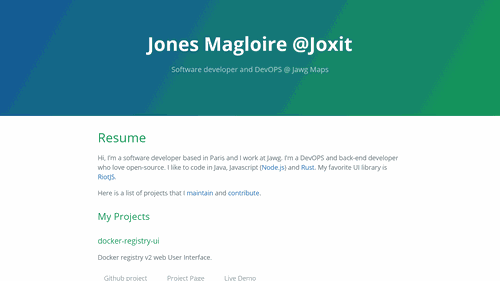 Jones Magloire @Joxit
Software developer and DevOPS @ Jawg Maps
Resume
Hi, I'm a software developer based in Paris and I work at Jawg. I'm a DevOPS and back-end developer
who love open-source. I like to code in Java, Javascript (Node.js) and Rust. My favorite UI library is
RiotJS.
Here is a list of projects that I maintain and contribute.
My Projects
docker-registry-ui
Docker registry v2 web User Interface.
Github project Project Page Live Demo